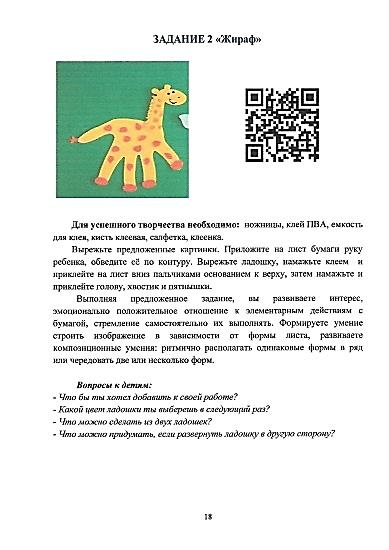 ЗАДАНИЕ 2 «Жираф»
Для успешного творчества необходимо: ножницы, клей ПВА, емкость
для клея, кисть клеевая, салфетка, клеенка.
Вырежьте предложенные картинки. Приложите на лист бумаги руку
ребенка, обведите её по контуру. Вырежьте ладошку, намажьте клеем и
приклейте на лист вниз пальчиками основанием к верху, затем намажьте и
приклейте голову, хвостик и пятнышки.
Выполняя предложенное задание, вы развиваете интерес,
эмоционально положительное отношение к элементарным действиям с
бумагой, стремление самостоятельно их выполнять. Формируете умение
строить изображение в зависимости от формы листа, развиваете
композиционные умения: ритмично располагать одинаковые формы в ряд
или чередовать две или несколько форм.
Вопросы к детям:
- Что бы ты хотел добавить к своей работе?
- Какой цвет ладошки ты выберешь в следующий раз?
- Что можно сделать из двух ладошек?
- Что можно придумать, если развернуть ладошку в другую сторону?
18